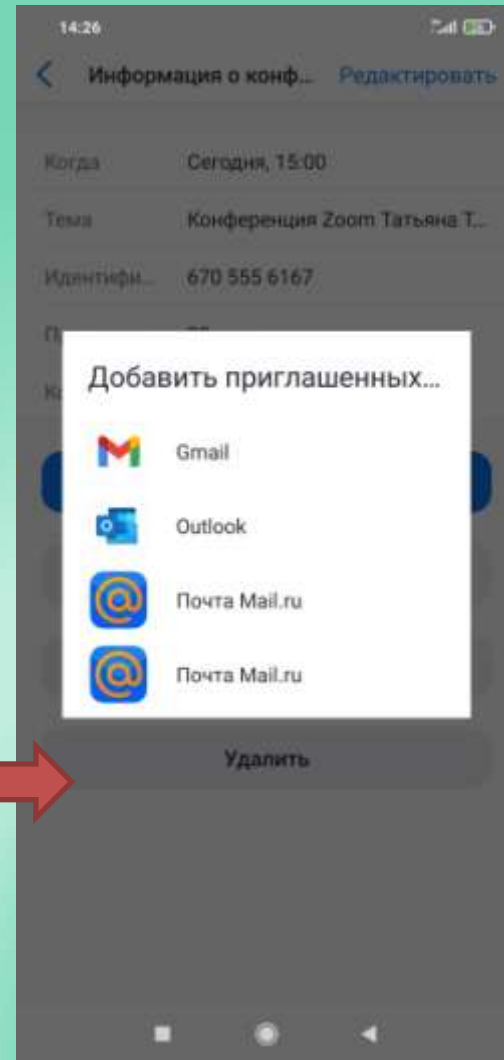 14:26
Информация о конф... Редактировать
Когда Сегодня, 15:00
Тема Конференция Zoom Татьяна Т...
Идентифи... 670 555 6167
Добавить приглашенных...
Gmail
Outlook
Почта Mail.ru
Почта Mail.ru
Удалить